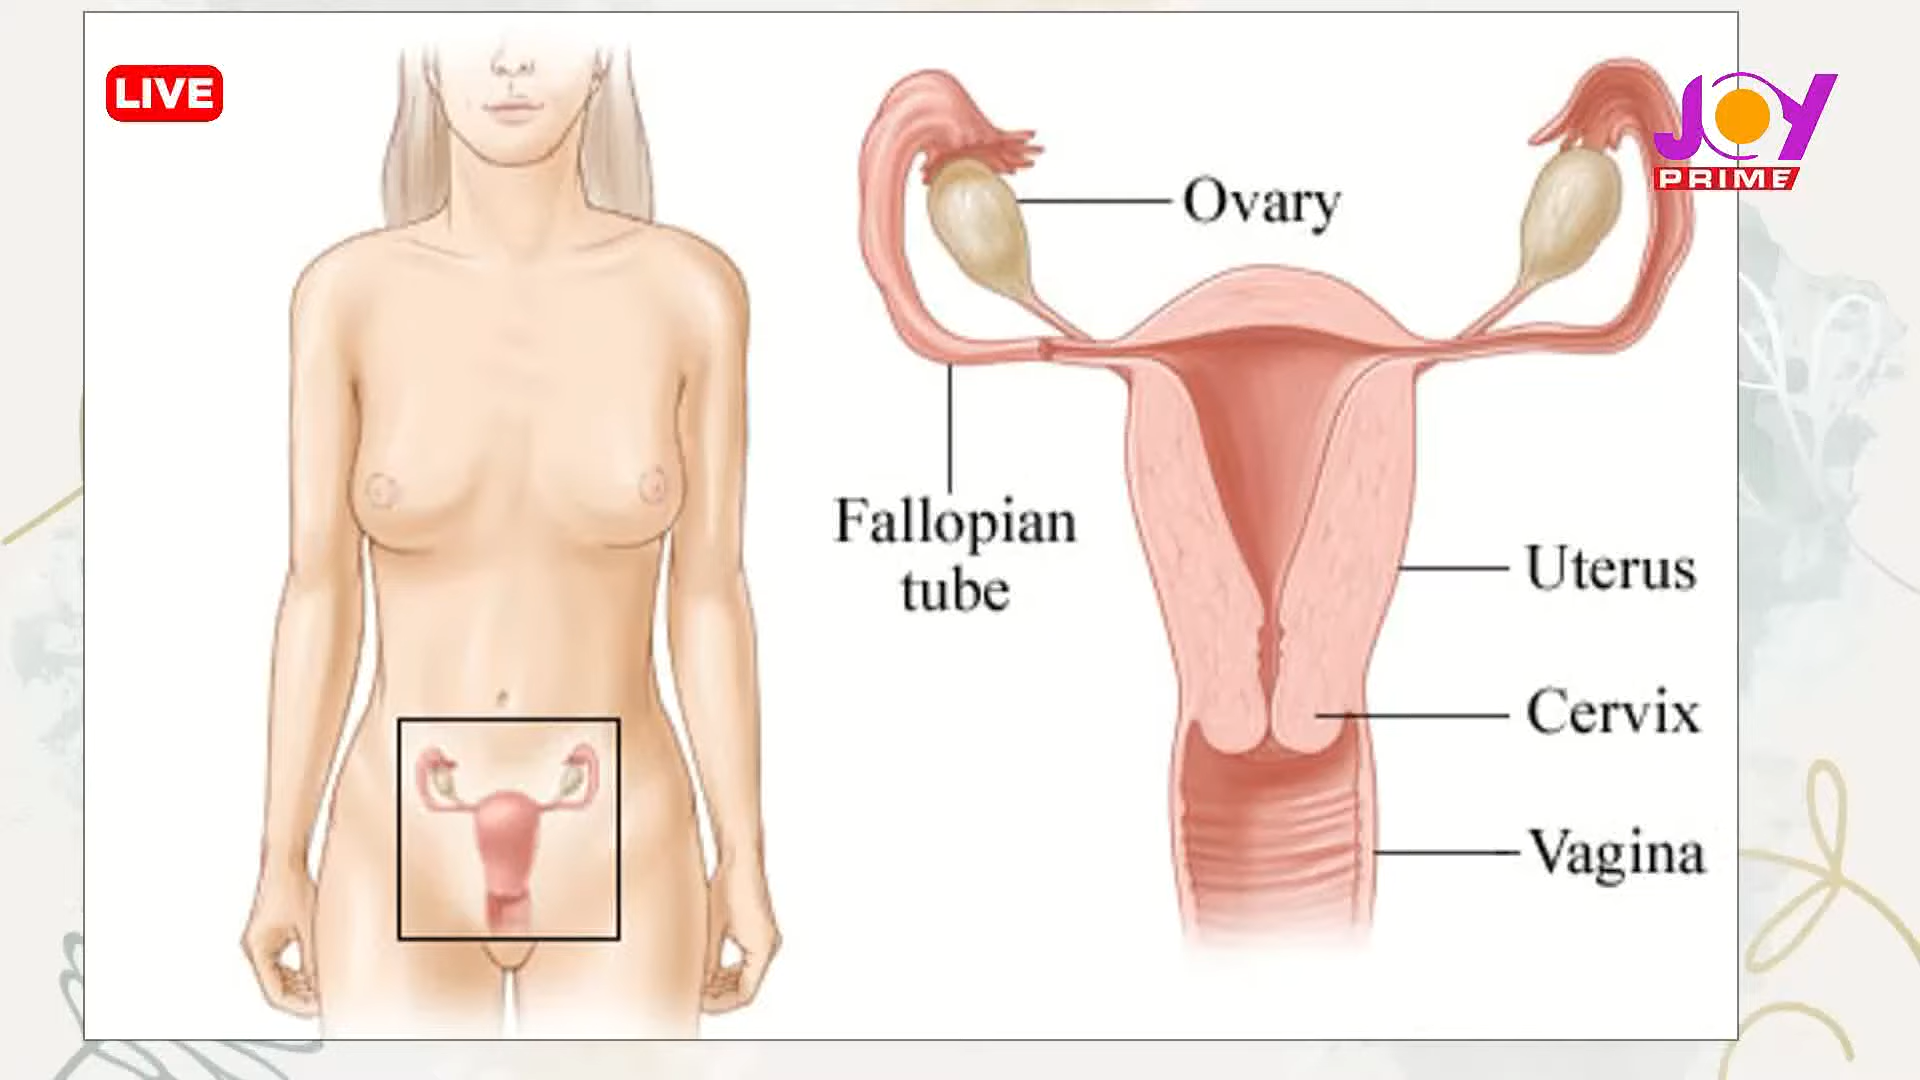 LIVE
JOY
PRIME
Ovary
Fallopian
tube
Uterus
Cervix
Vagina